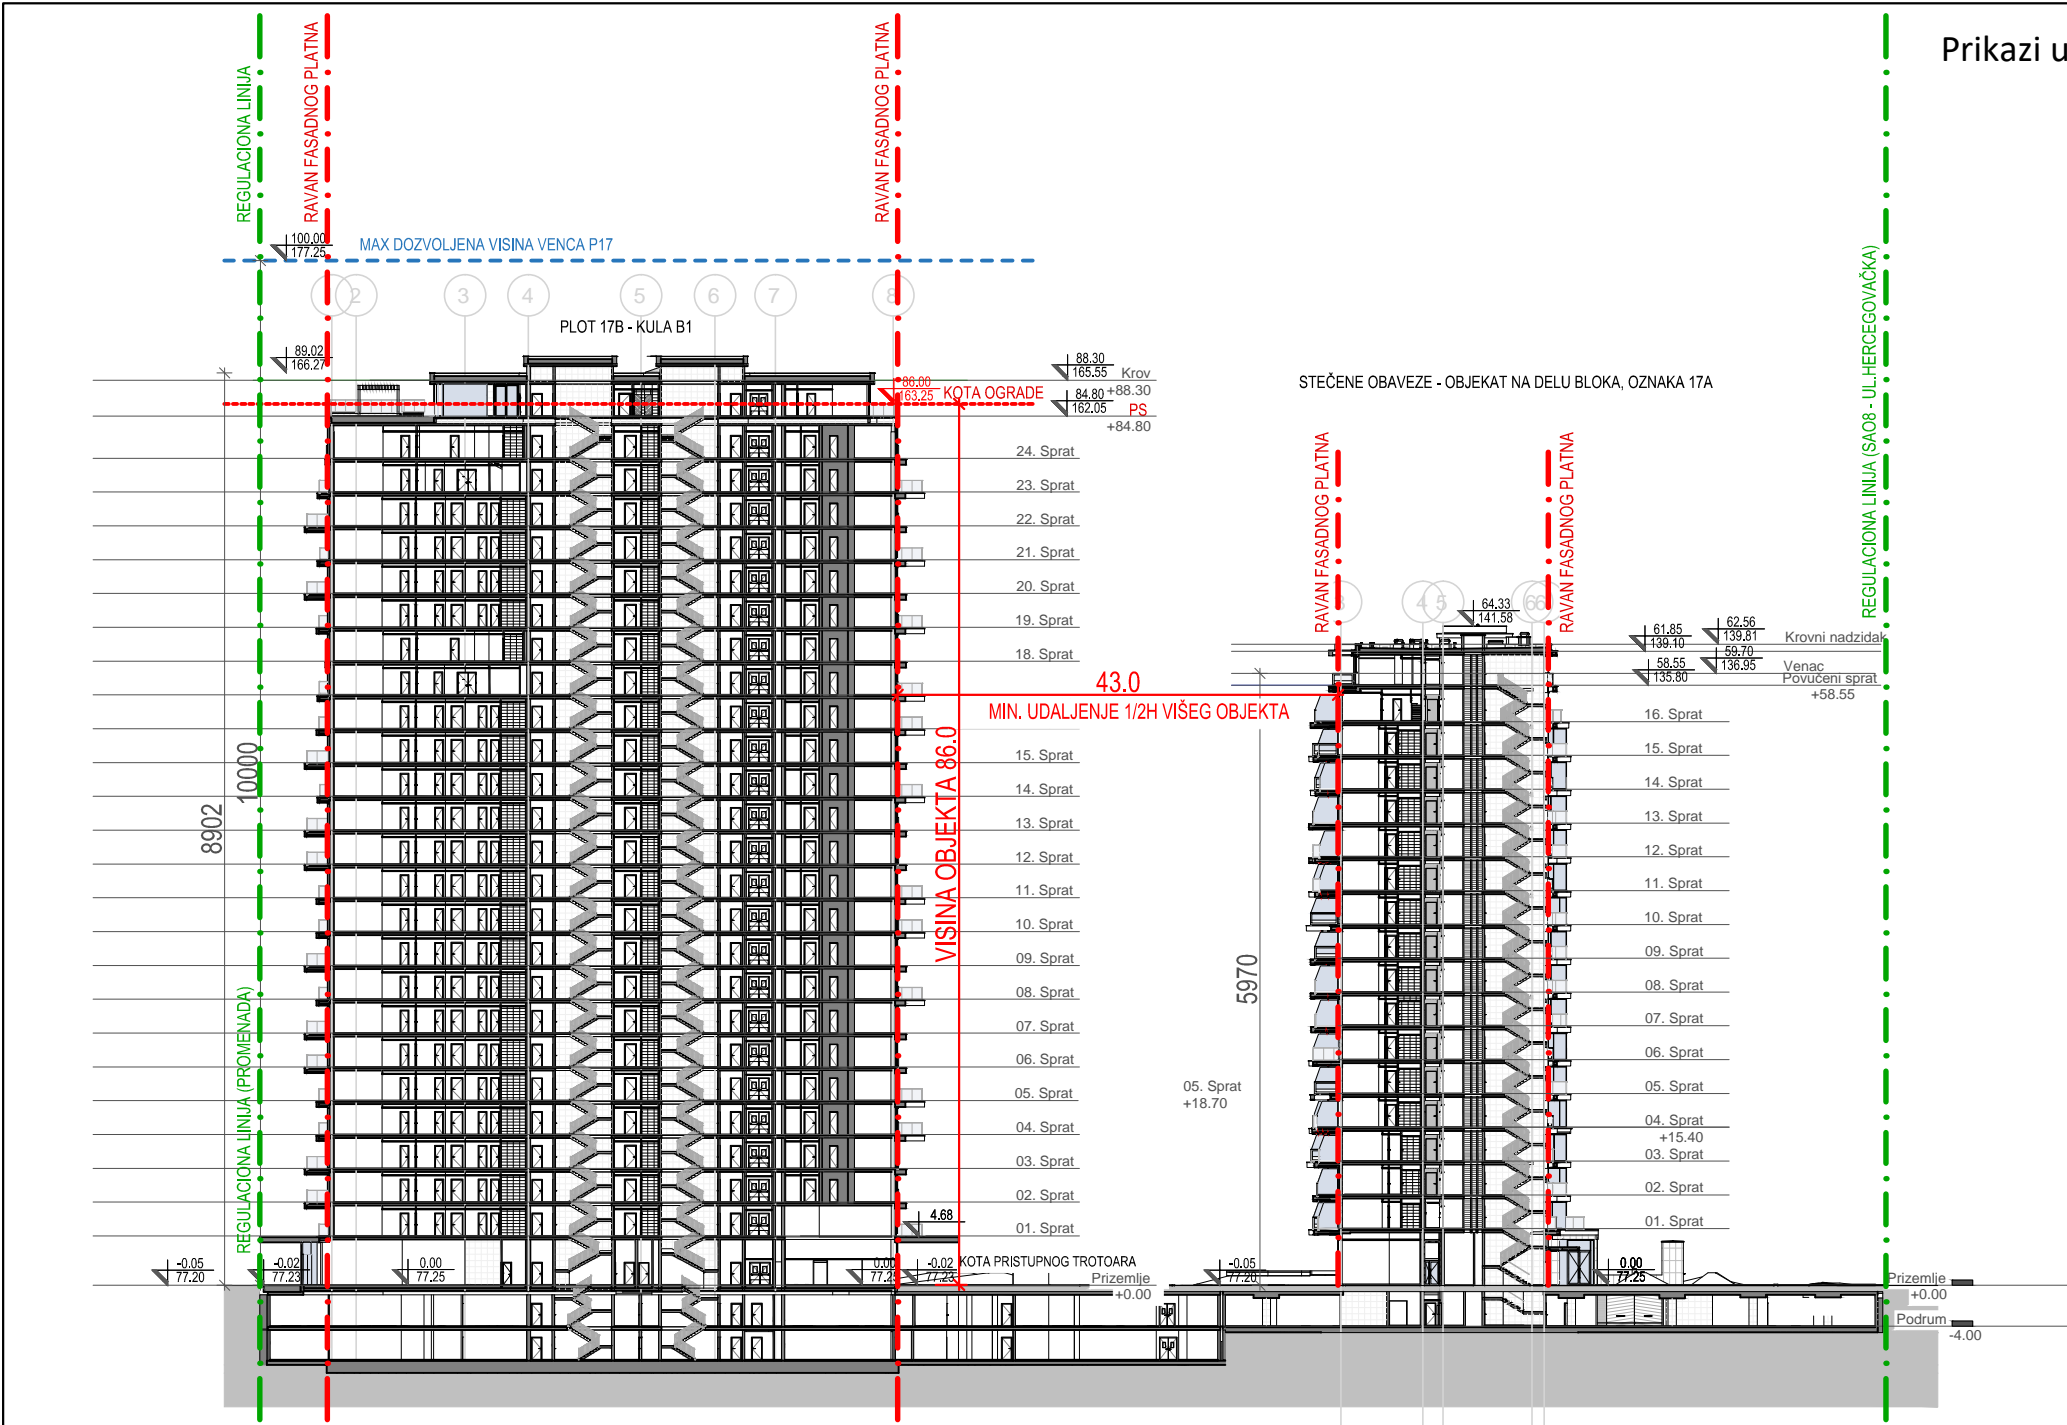 Prikazi u
REGULACIONA LINIJA
RAVAN FASADNOG PLATNA
RAVAN FASADNOG PLATNA
100.00
177.25
MAX DOZVOLJENA VISINA VENCA P17
2
3
4
5
6
7
8
PLOT 17B - KULA B1
89.02
166.27
88.30
165.55
Krov
+88.30
86.00
163.25
KOTA OGRADE
84.80
162.05
PS
+84.80
STEČENE OBAVEZE - OBJEKAT NA DELU BLOKA, OZNAKA 17A
REGULACIONA LINIJA (SAO8 - UL.HERCEGOVAČKA)
RAVAN FASADNOG PLATNA
RAVAN FASADNOG PLATNA
24. Sprat
23. Sprat
22. Sprat
21. Sprat
20. Sprat
19. Sprat
18. Sprat
15. Sprat
14. Sprat
13. Sprat
12. Sprat
11. Sprat
10. Sprat
09. Sprat
08. Sprat
07. Sprat
06. Sprat
05. Sprat
04. Sprat
03. Sprat
02. Sprat
01. Sprat
43.0
MIN. UDALJENJE 1/2H VIŠEG OBJEKTA
VISINA OBJEKTA 86.0
8902
10000
5970
REGULACIONA LINIJA (PROMENADA)
3
4
5
6
6
64.33
141.58
61.85
139.10
62.56
139.81
Krovni nadzidak
59.70
136.95
58.55
135.80
Venac
Povučeni sprat
+58.55
16. Sprat
15. Sprat
14. Sprat
13. Sprat
12. Sprat
11. Sprat
10. Sprat
09. Sprat
08. Sprat
07. Sprat
06. Sprat
05. Sprat
04. Sprat
+15.40
03. Sprat
02. Sprat
01. Sprat
05. Sprat
+18.70
4.68
-0.05
77.20
-0.02
77.23
0.00
77.25
0.00
77.25
-0.02
77.23
KOTA PRISTUPNOG TROTOARA
Prizemlje
+0.00
-0.05
77.20
0.00
77.25
Prizemlje
+0.00
Podrum
-4.00